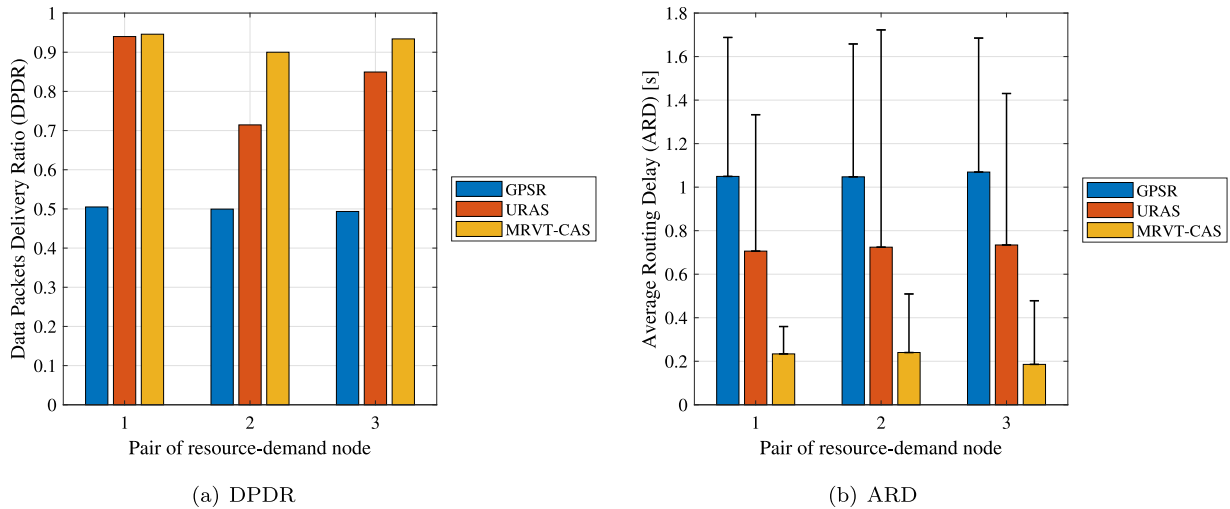 Data Packets Delivery Ratio (DPDR)
1
0.9
0.8
0.7
0.6
0.5
0.4
0.3
0.2
0.1
0
1 2 3
Pair of resource-demand node
GPSR
URAS
MRVT-CAS
(a) DPDR
Average Routing Delay (ARD) [s]
1.8
1.6
1.4
1.2
1
0.8
0.6
0.4
0.2
0
1 2 3
Pair of resource-demand node
GPSR
URAS
MRVT-CAS
(b) ARD